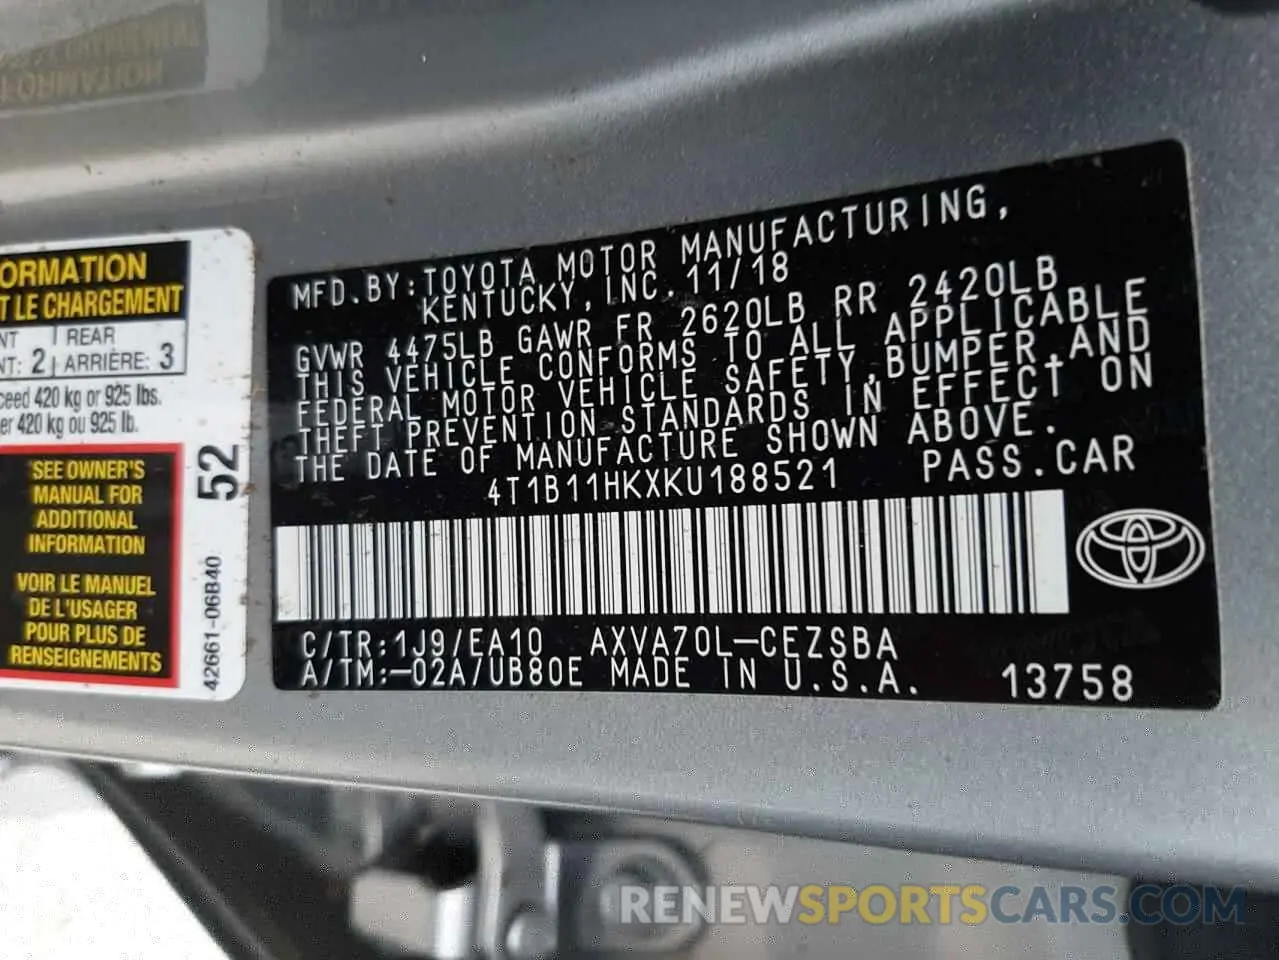 ORMATION
T LE CHARGEMENT
NT | REAR
NT: 2 | ARRIÈRE: 3
ceed 420 kg or 925 lbs.
er 420 kg ou 925 lb.
SEE OWNER'S
MANUAL FOR
ADDITIONAL
INFORMATION
VOIR LE MANUEL
DE L'USAGER
POUR PLUS DE
RENSEIGNEMENTS
52
42661-06B40
MFD.BY:TOYOTA MOTOR MANUFACTURING,
KENTUCKY,INC.11/18
GVWR 4475LB GAWR FR 2620LB RR 2420LB
THIS VEHICLE CONFORMS TO ALL APPLICABLE
FEDERAL MOTOR VEHICLE SAFETY,BUMPER,AND
THEFT PREVENTION STANDARDS IN EFFECT ON
THE DATE OF MANUFACTURE SHOWN ABOVE.
4T1B11HKXKU188521 PASS.CAR
C/TR:1J9/EA10 AXVA70L-CEZSBA
A/TM:-02A/UB80E MADE IN U.S.A. 13758
RENEWSPORTSCARS.COM